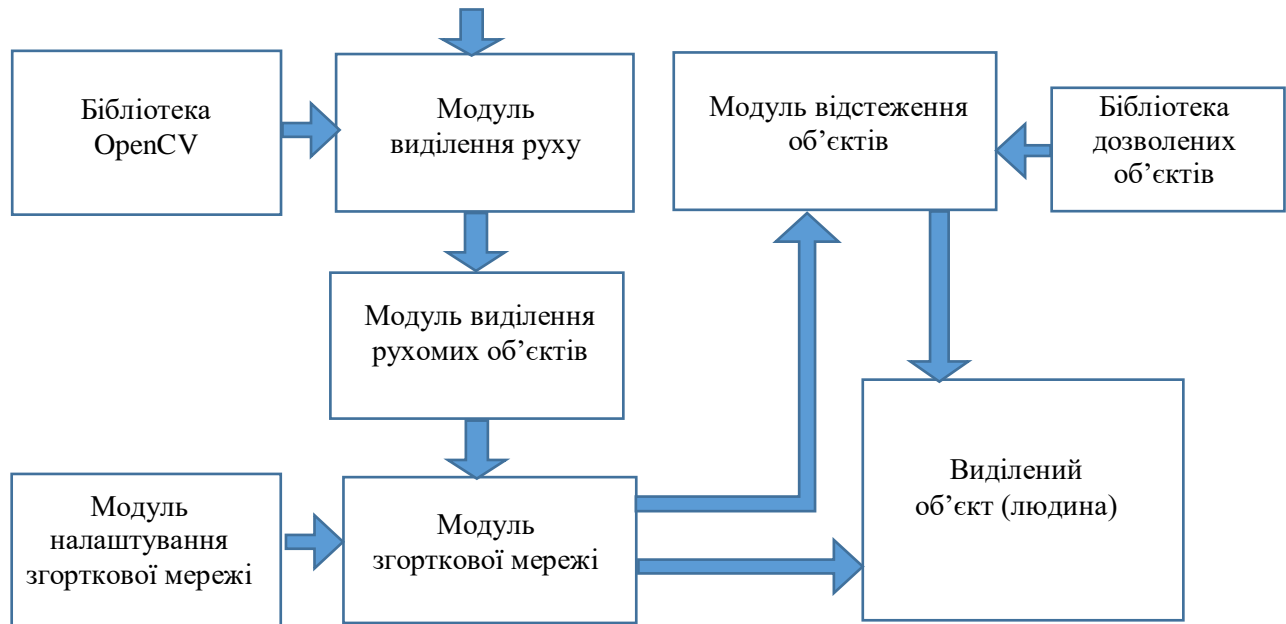 Бібліотека
OpenCV
Модуль
виділення руху
Модуль відстеження
об’єктів
Бібліотека
дозволених
об’єктів
Модуль виділення
рухомих об’єктів
Модуль
налаштування
згорткової мережі
Модуль
згорткової мережі
Виділений
об’єкт (людина)